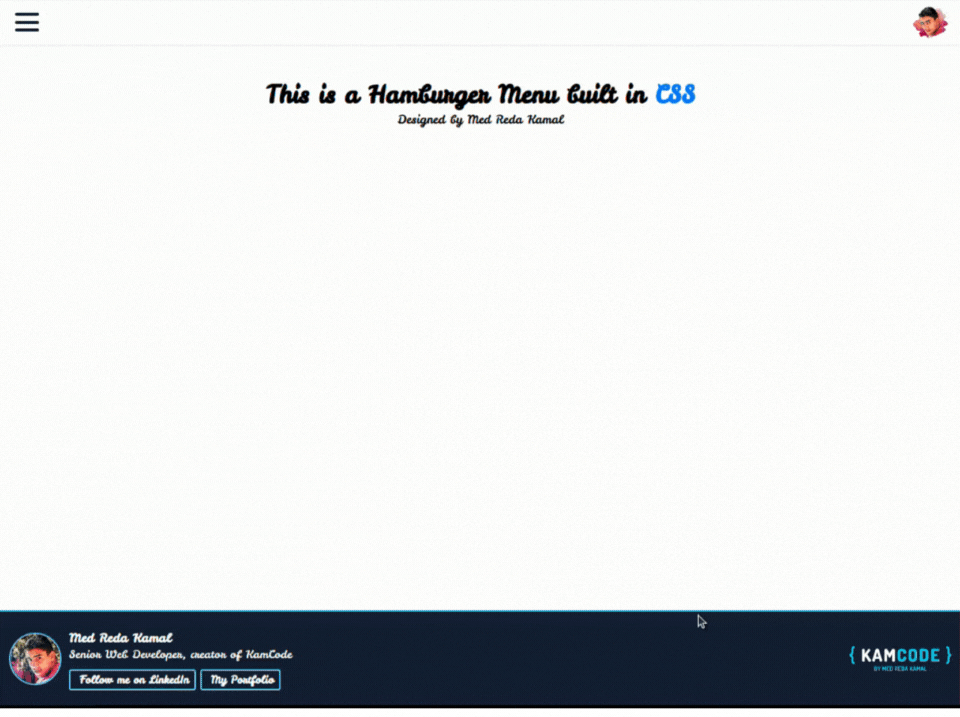 This is a Hamburger Menu built in CSS
Designed by Med Reda Kamal
Med Reda Kamal
Senior Web Developer, creator of KamCode
Follow me on LinkedIn
My Portfolio
{ KAMCODE }
BY MED REDA KAMAL